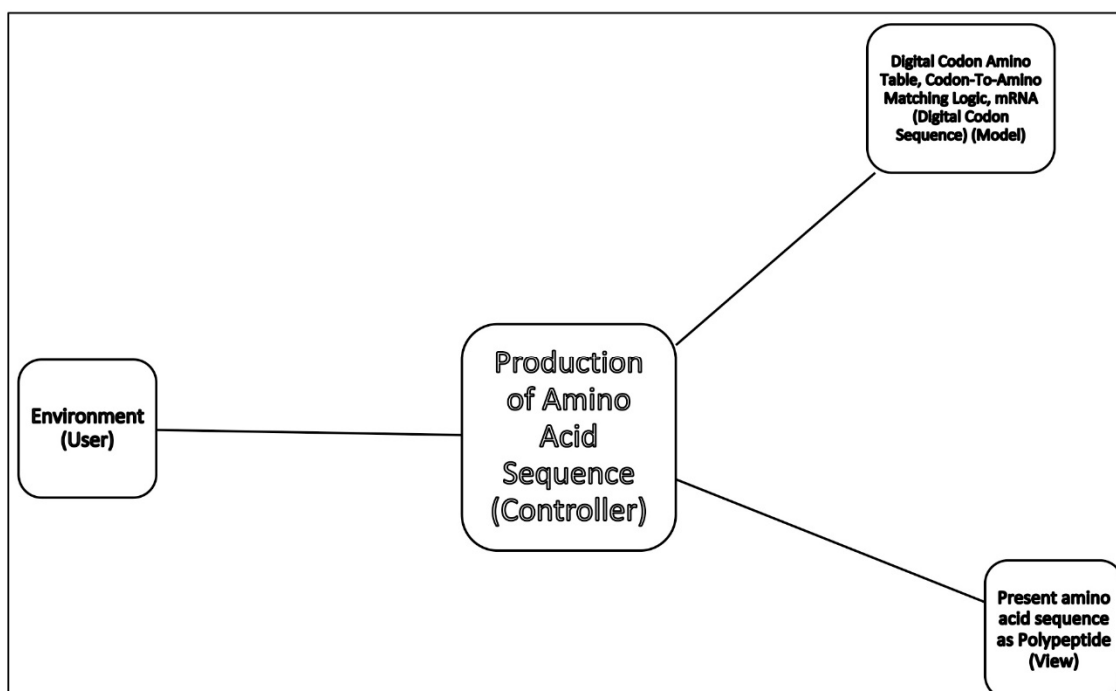 Digital Codon Amino
Table, Codon-To-Amino
Matching Logic, mRNA
(Digital Codon
Sequence) (Model)
Production
of Amino
Acid
Sequence
(Controller)
Environment
(User)
Present amino
acid sequence
as Polypeptide
(View)